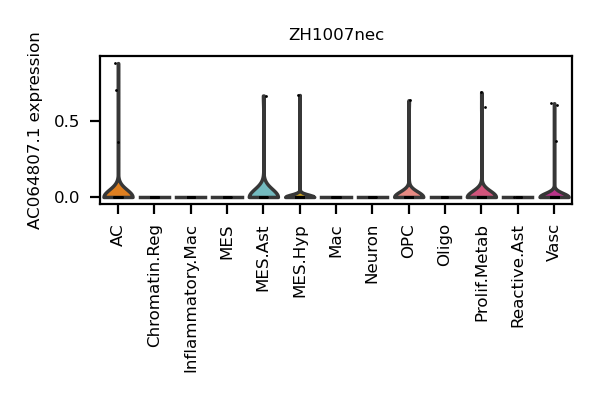 ZH1007nec
AC064807.1 expression
0.5
0.0
AC
Chromatin.Reg
Inflammatory.Mac
MES
MES.Ast
MES.Hyp
Mac
Neuron
OPC
Oligo
Prolif.Metab
Reactive.Ast
Vasc